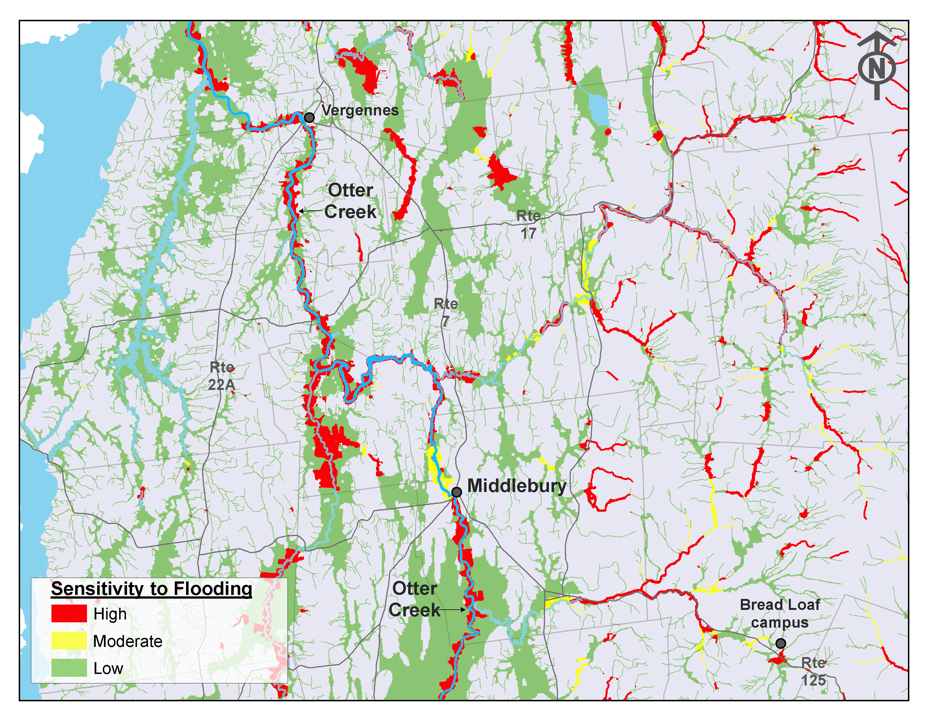 N
Vergennes
Otter
Creek
Rte
17
Rte
7
Rte
22A
Middlebury
Sensitivity to Flooding
High
Moderate
Low
Otter
Creek
Bread Loaf
campus
Rte
125